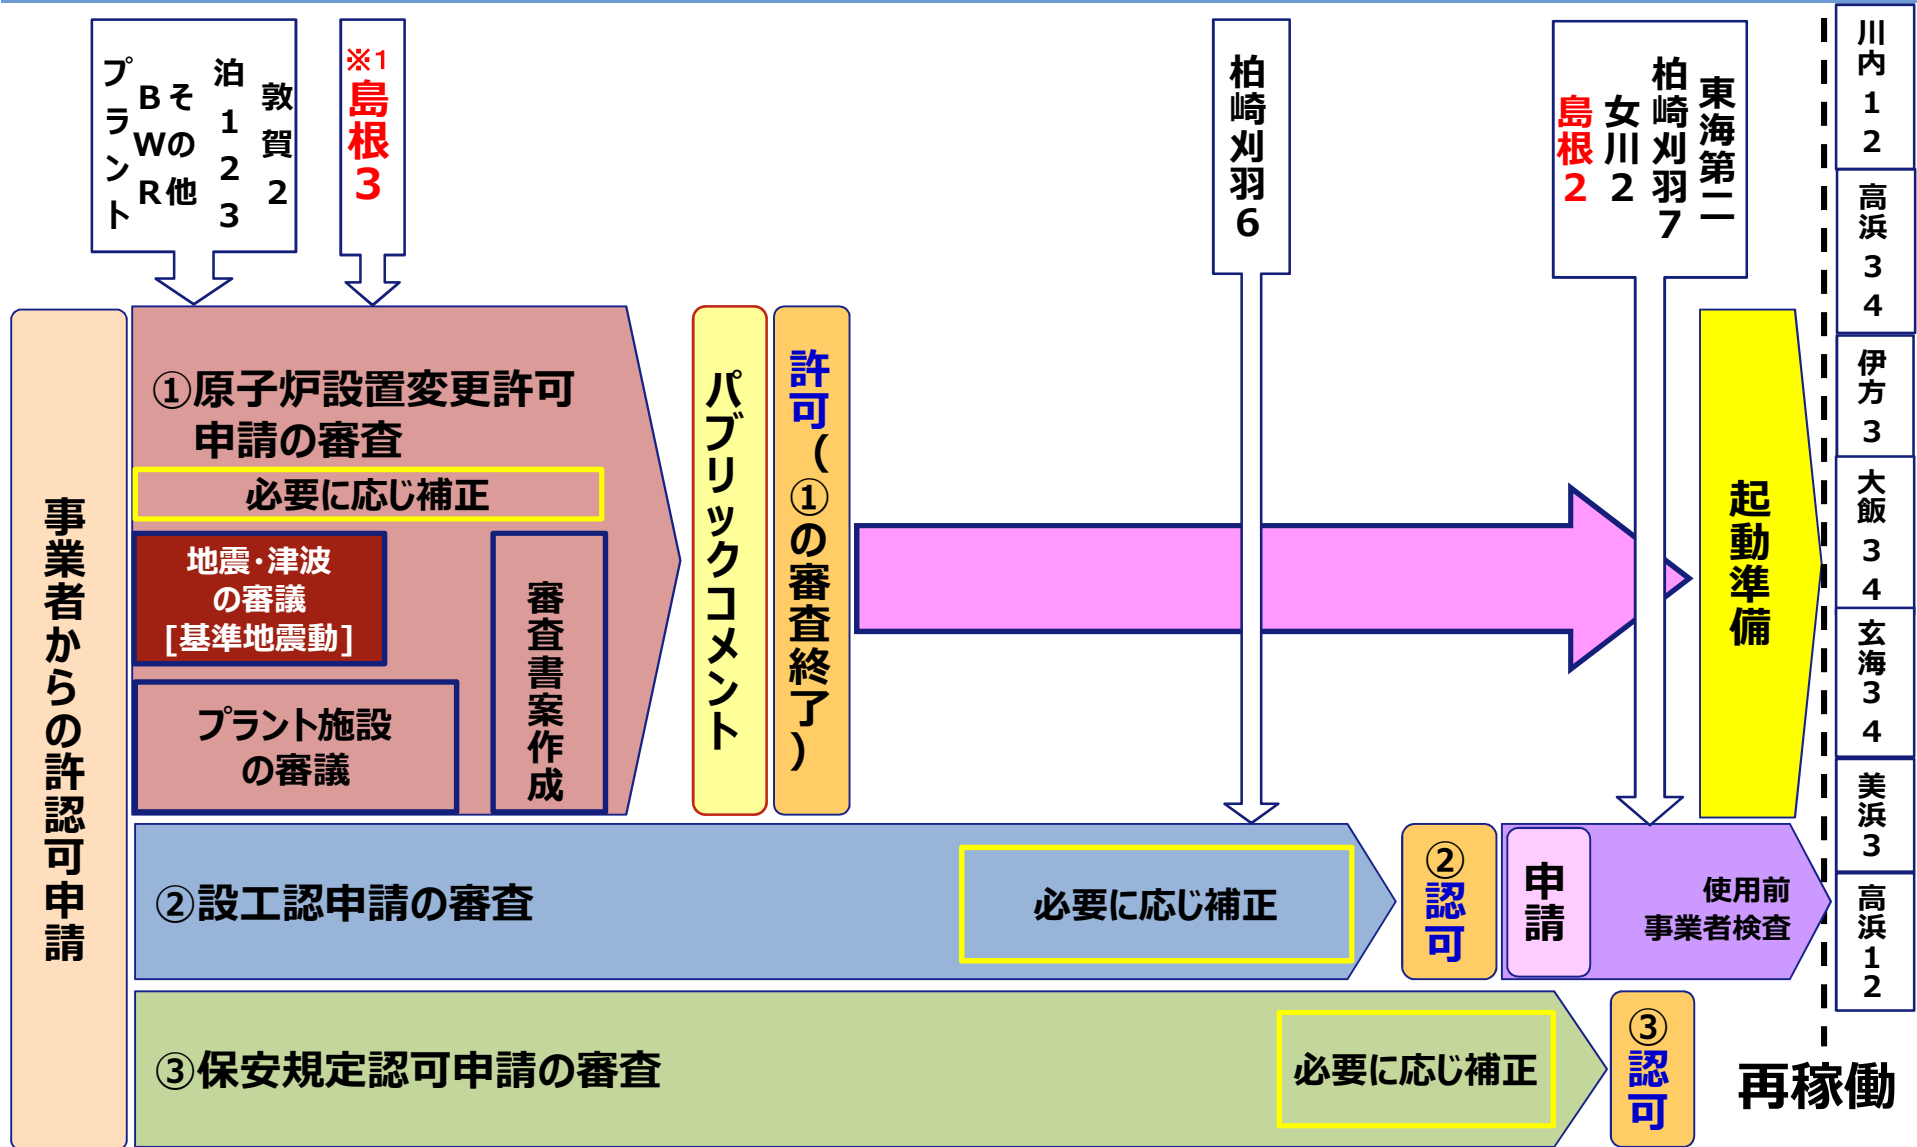 敦賀2
泊123
その他
BWR
プラント
※1
島根3
柏崎刈羽6
東海第二
柏崎刈羽7
女川2
島根2
川内12
高浜34
伊方3
大飯34
玄海34
美浜3
高浜12
事業者からの許認可申請
①原子炉設置変更許可
申請の審査
必要に応じ補正
地震・津波
の審議
[基準地震動]
プラント施設
の審議
審査書案作成
パブリックコメント
許可(①の審査終了)
起動準備
②設工認申請の審査
必要に応じ補正
②認可
申請
使用前
事業者検査
③保安規定認可申請の審査
必要に応じ補正
③認可
再稼働